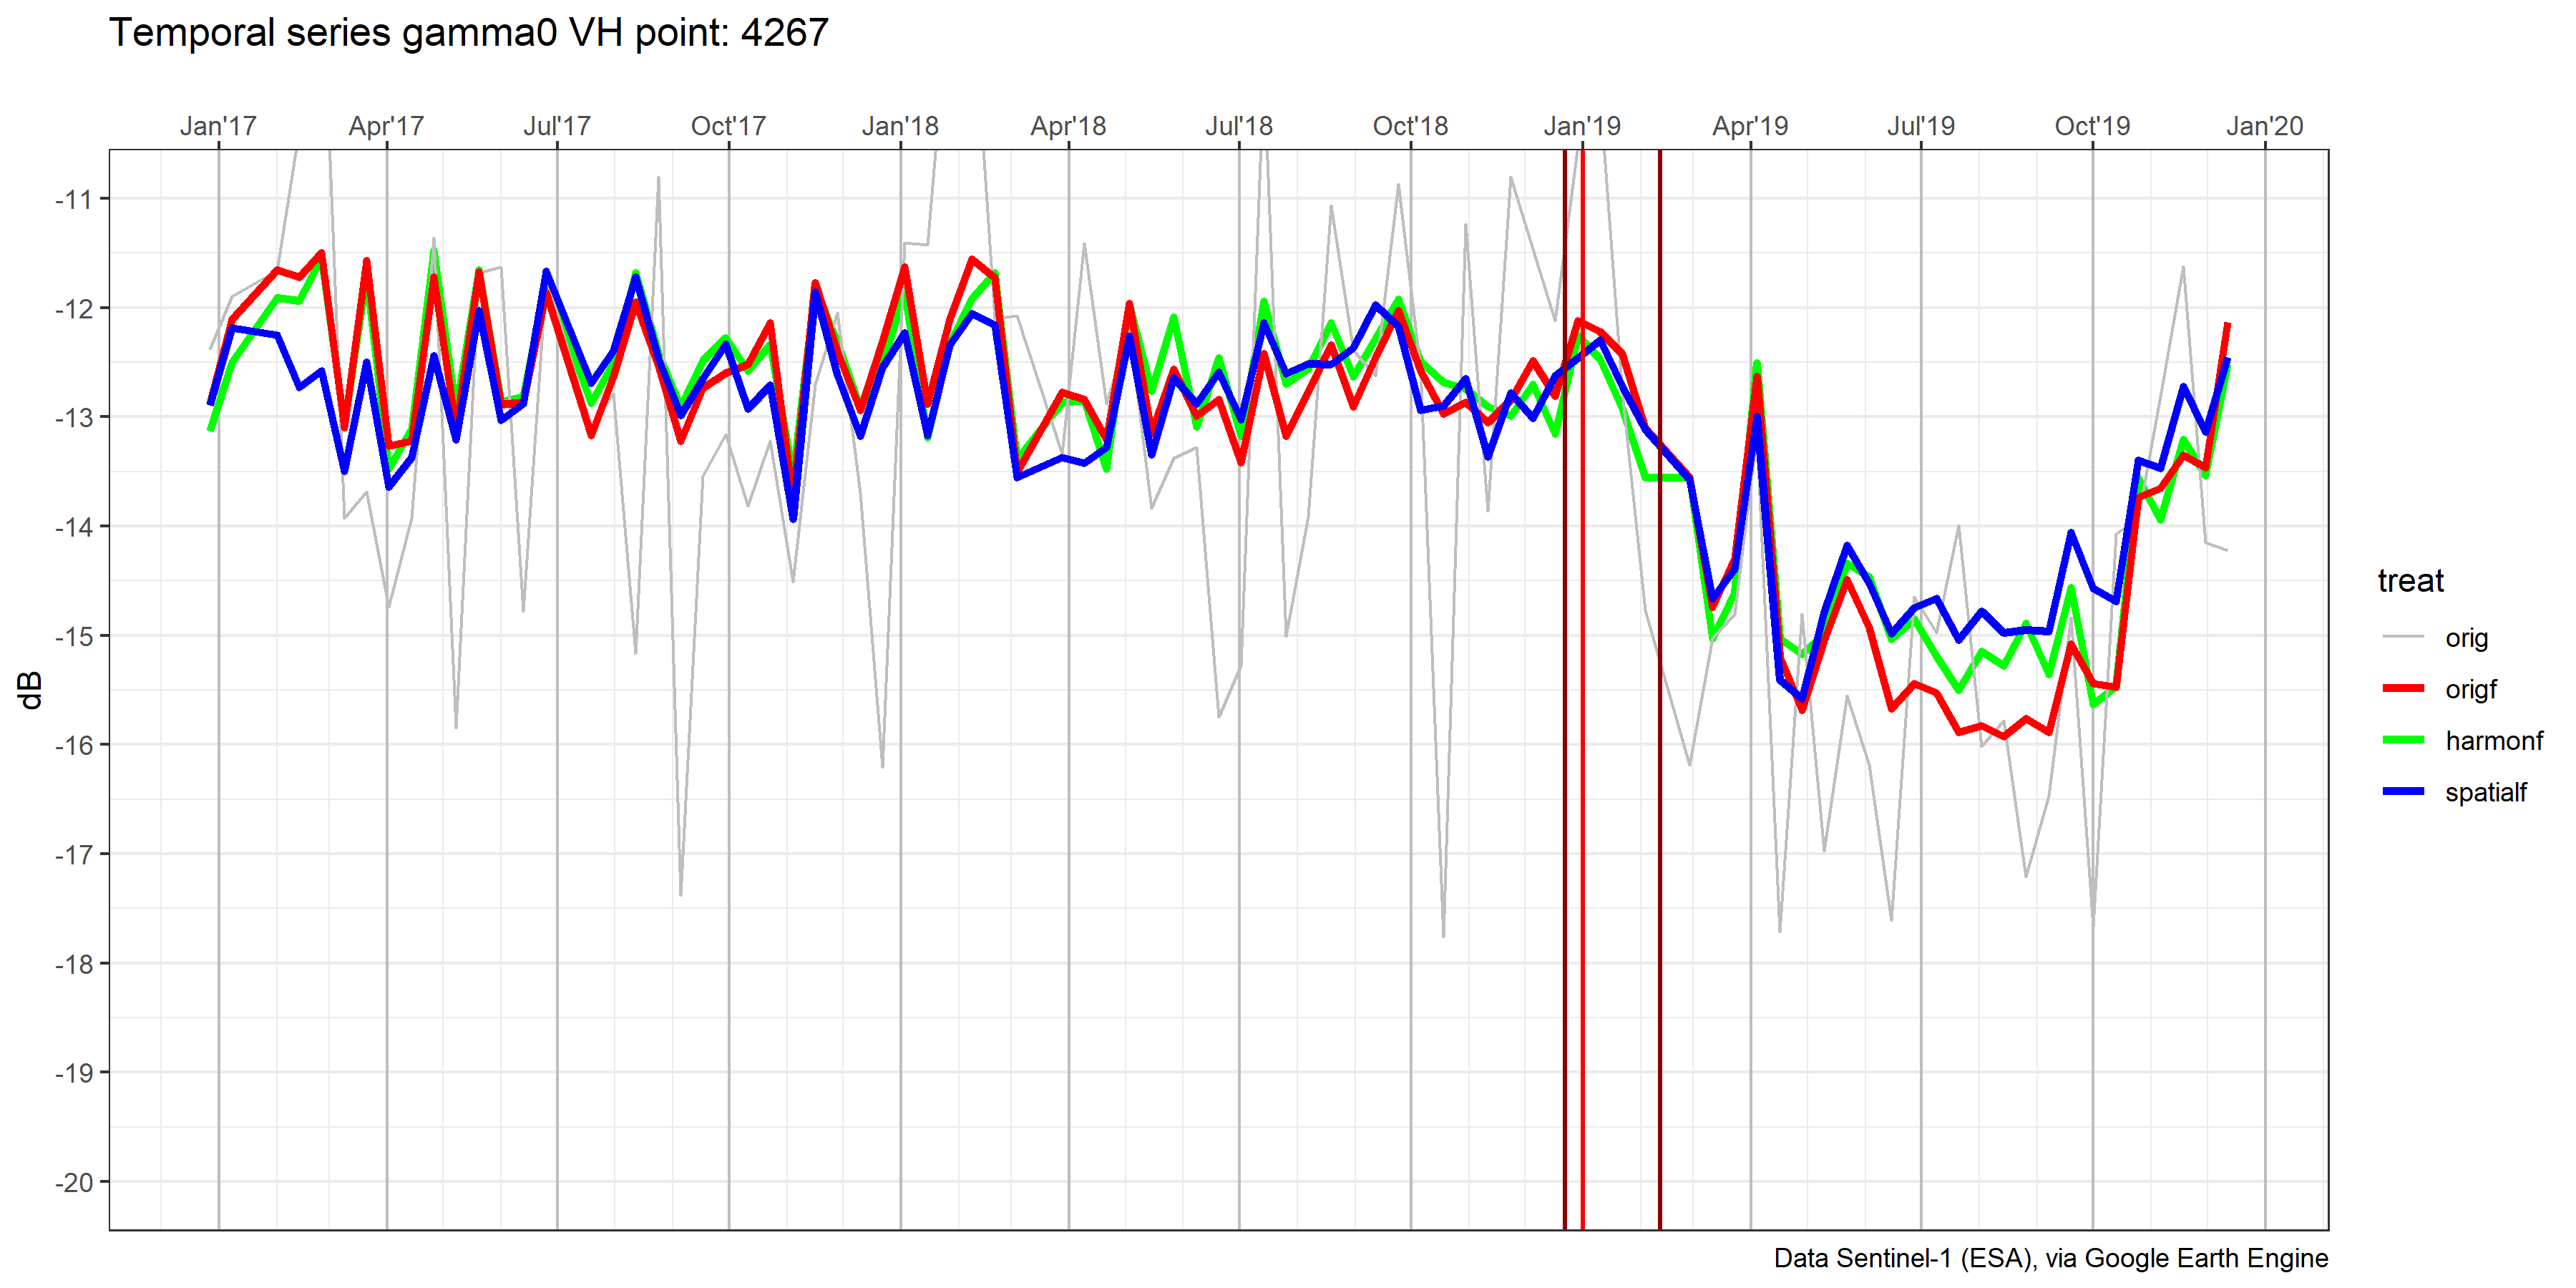 Temporal series gamma0 VH point: 4267
Jan'17 Apr'17 Jul'17 Oct'17 Jan'18 Apr'18 Jul'18 Oct'18 Jan'19 Apr'19 Jul'19 Oct'19 Jan'20
-11
-12
-13
-14
-15
-16
-17
-18
-19
-20
dB
treat
orig
origf
harmonf
spatialf
Data Sentinel-1 (ESA), via Google Earth Engine